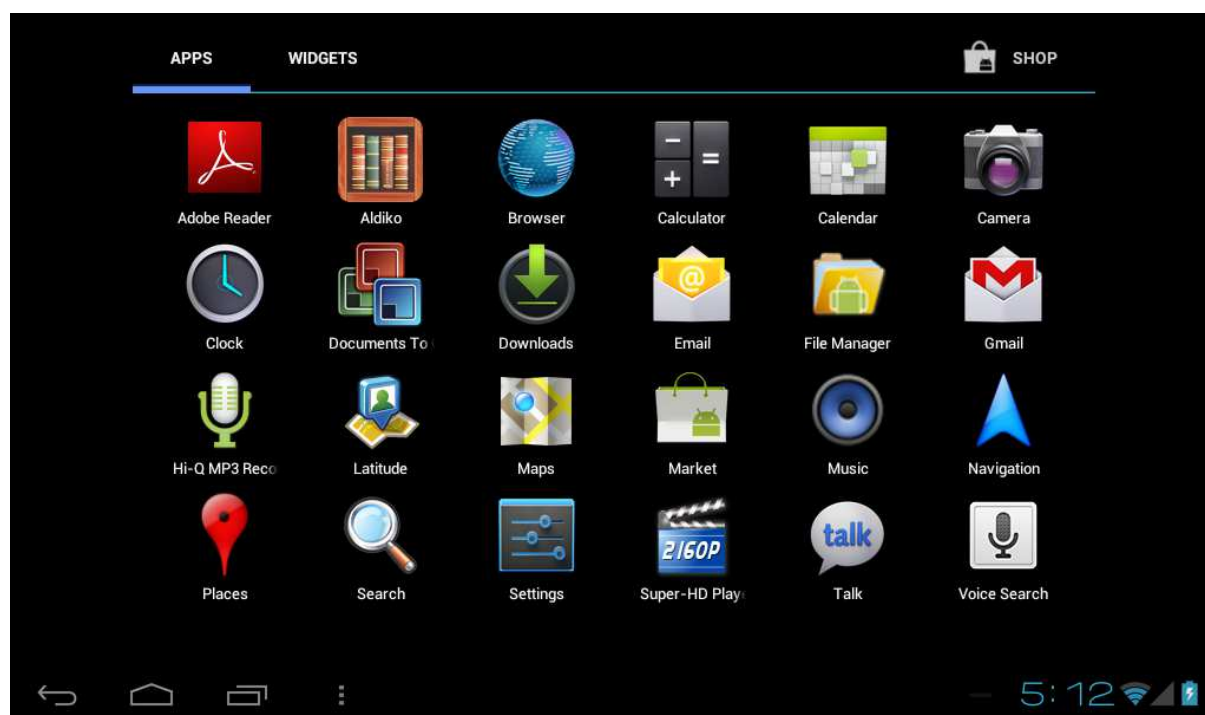 APPS WIDGETS SHOP
Adobe Reader Aldiko Browser Calculator Calendar Camera
@
Clock Documents To Downloads Email File Manager Gmail
Hi-Q MP3 Reco Latitude Maps Market Music Navigation
2160P talk
Places Search Settings Super-HD Play Talk Voice Search
5:12